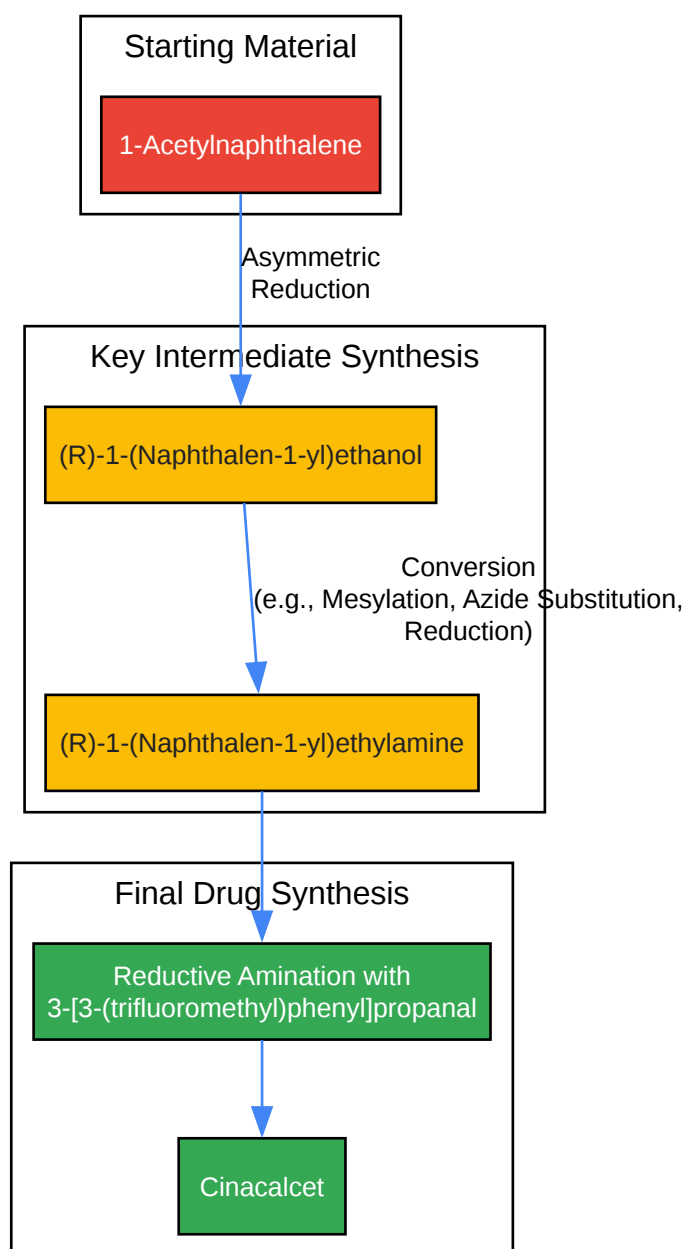 Starting Material
1-Acetylnaphthalene
Asymmetric
Reduction
Key Intermediate Synthesis
(R)-1-(Naphthalen-1-yl)ethanol
Conversion
(e.g., Mesylation, Azide Substitution,
Reduction)
(R)-1-(Naphthalen-1-yl)ethylamine
Final Drug Synthesis
Reductive Amination with
3-[3-(trifluoromethyl)phenyl]propanal
Cinacalcet